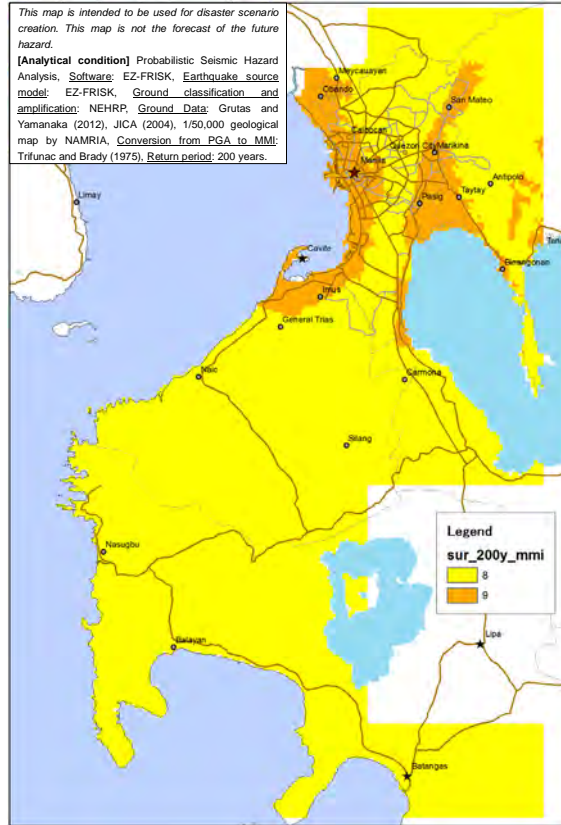 This map is intended to be used for disaster scenario
creation. This map is not the forecast of the future
hazard.
[Analytical condition] Probabilistic Seismic Hazard
Analysis, Software: EZ-FRISK, Earthquake source
model: EZ-FRISK, Ground classification and
amplification: NEHRP, Ground Data: Grutas and
Yamanaka (2012), JICA (2004), 1/50,000 geological
map by NAMRIA, Conversion from PGA to MMI:
Trifunac and Brady (1975), Return period: 200 years.
Meycauayan
Obando
San Mateo
Caloocan
Quezon City
Marikina
Manila
Antipolo
Limay
Pasig
Taytay
Cavite
Binangonan
Imus
General Trias
Naic
Carmona
Silang
Legend
sur_200y_mmi
8
9
Nasugbu
Lipa
Balayan
Batangas